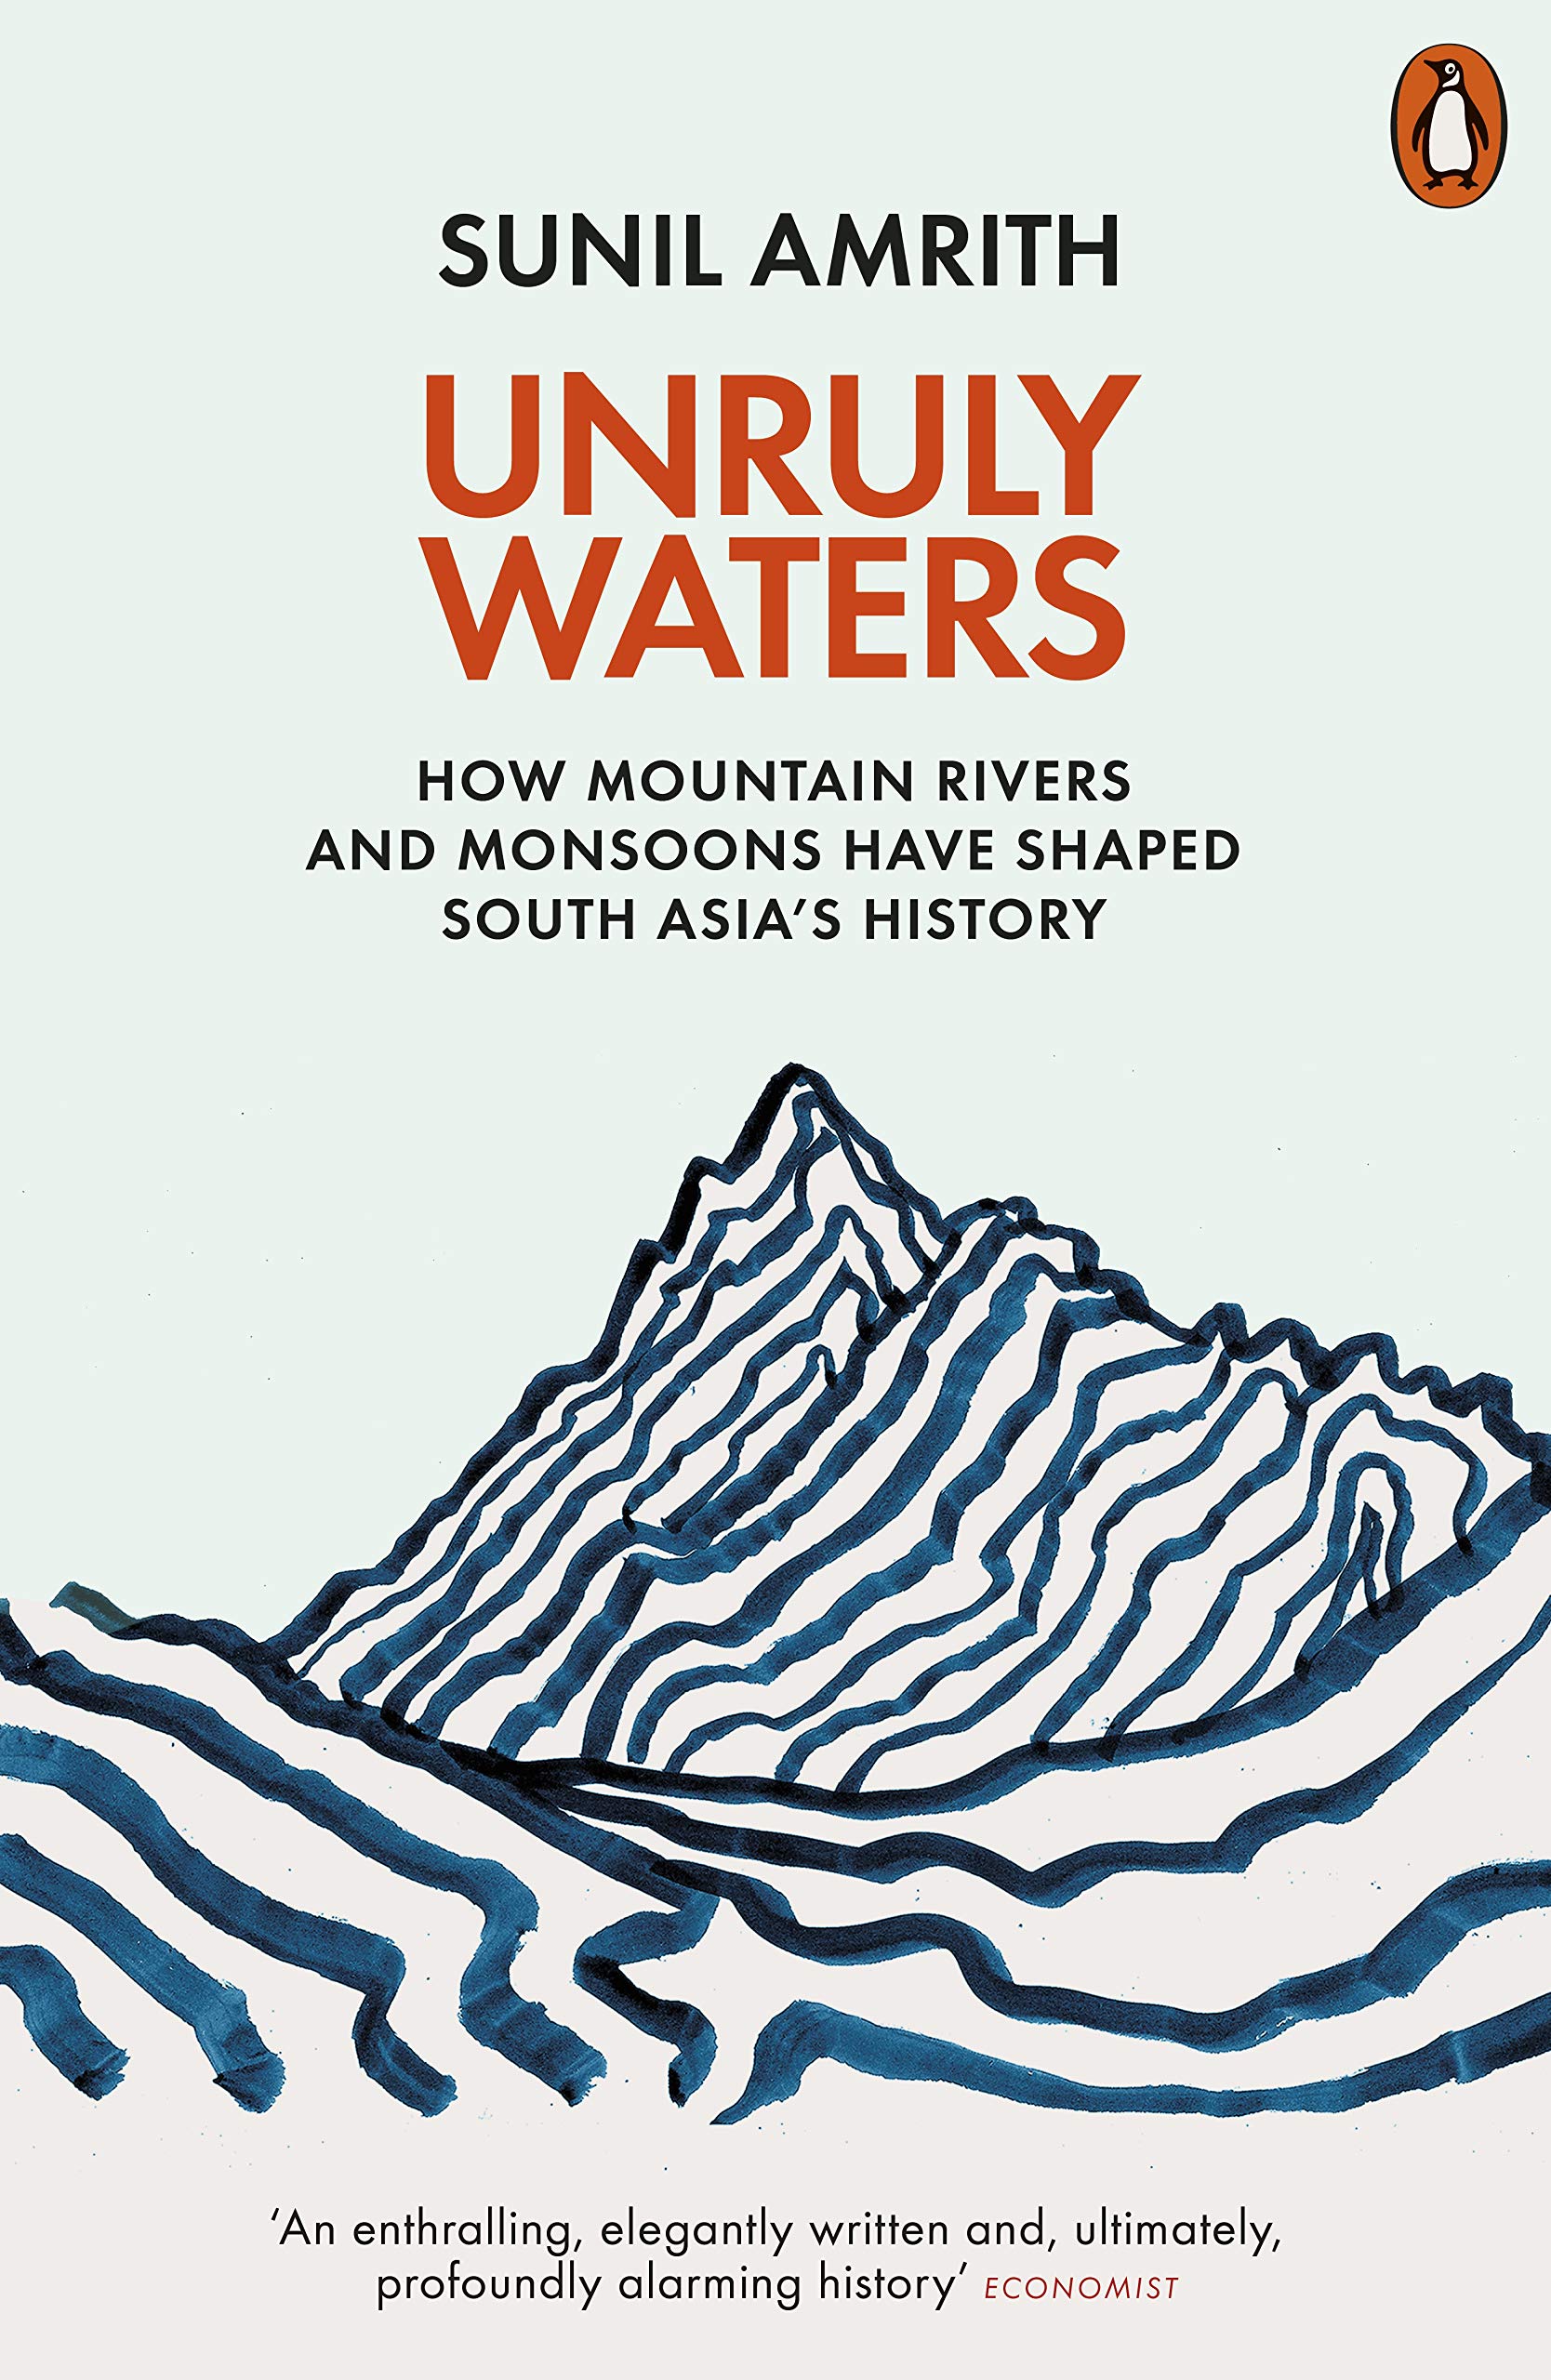 SUNIL AMRITH
UNRULY
WATERS
HOW MOUNTAIN RIVERS
AND MONSOONS HAVE SHAPED
SOUTH ASIA’S HISTORY
‘An enthralling, elegantly written and, ultimately,
profoundly alarming history’ ECONOMIST